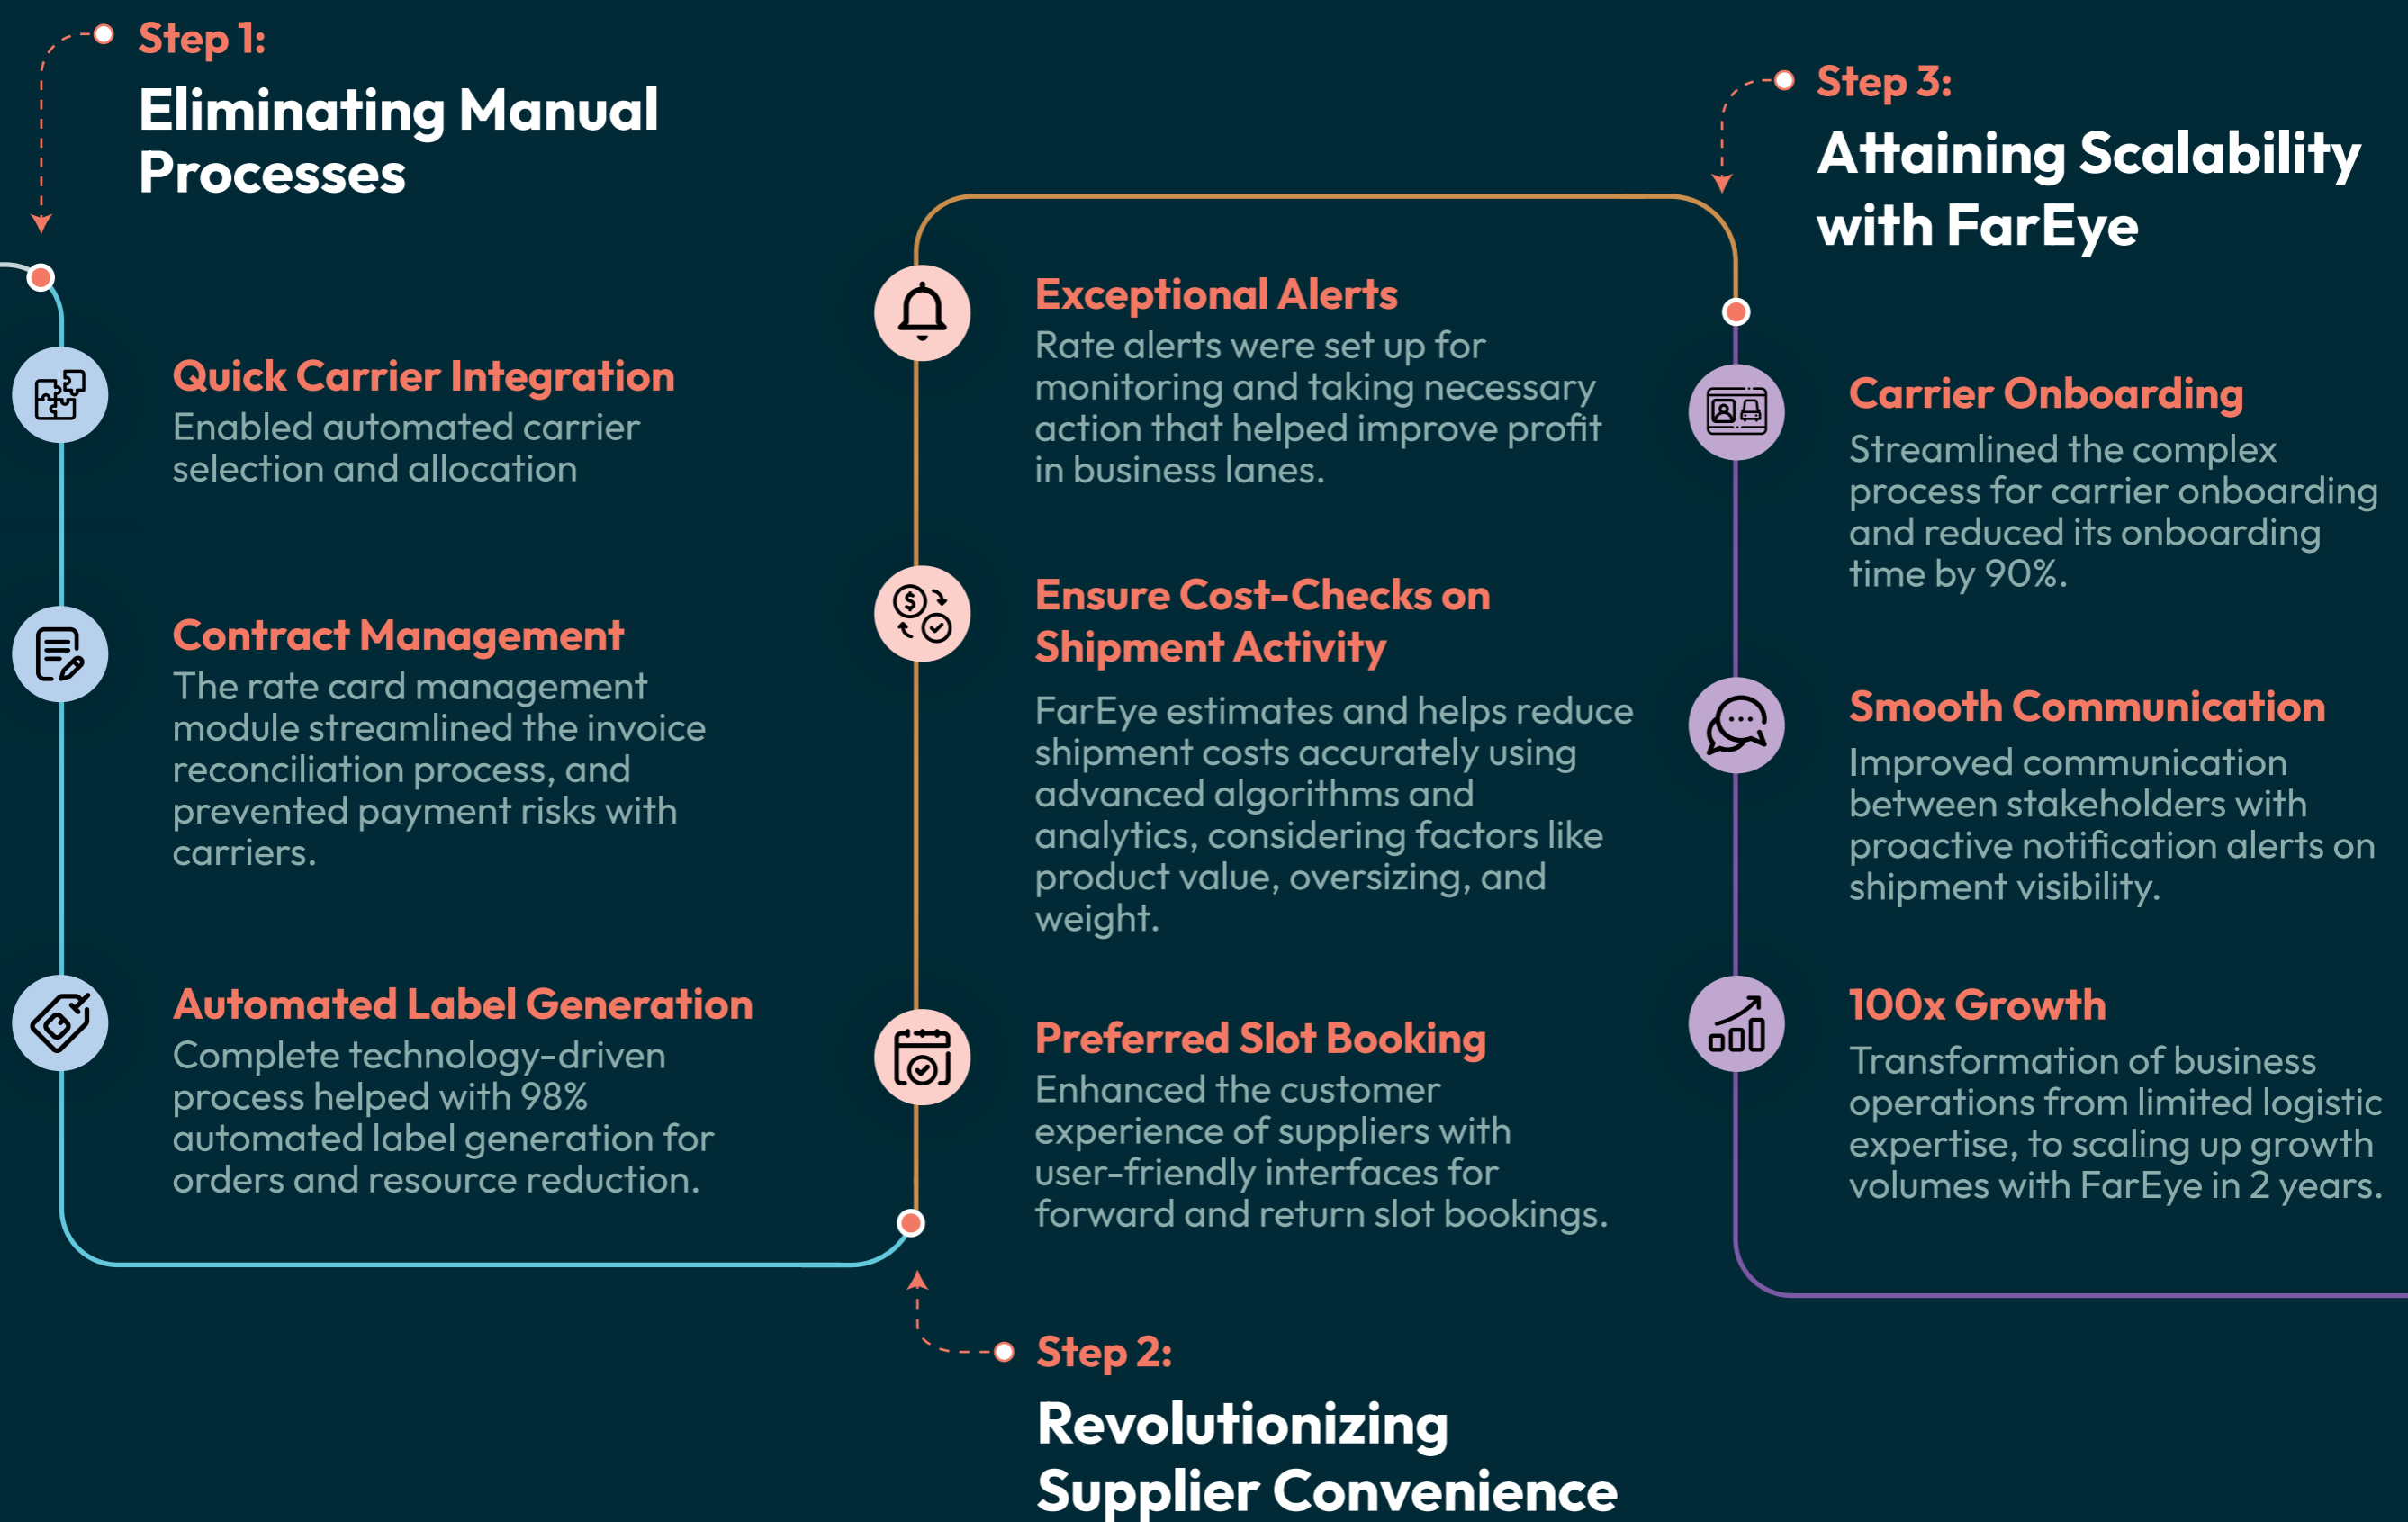 Step 1:
Eliminating Manual
Processes
Quick Carrier Integration
Enabled automated carrier
selection and allocation
Contract Management
The rate card management
module streamlined the invoice
reconciliation process, and
prevented payment risks with
carriers.
Automated Label Generation
Complete technology-driven
process helped with 98%
automated label generation for
orders and resource reduction.
Step 2:
Revolutionizing
Supplier Convenience
Exceptional Alerts
Rate alerts were set up for
monitoring and taking necessary
action that helped improve profit
in business lanes.
Ensure Cost-Checks on
Shipment Activity
FarEye estimates and helps reduce
shipment costs accurately using
advanced algorithms and
analytics, considering factors like
product value, oversizing, and
weight.
Preferred Slot Booking
Enhanced the customer
experience of suppliers with
user-friendly interfaces for
forward and return slot bookings.
Step 3:
Attaining Scalability
with FarEye
Carrier Onboarding
Streamlined the complex
process for carrier onboarding
and reduced its onboarding
time by 90%.
Smooth Communication
Improved communication
between stakeholders with
proactive notification alerts on
shipment visibility.
100x Growth
Transformation of business
operations from limited logistic
expertise, to scaling up growth
volumes with FarEye in 2 years.